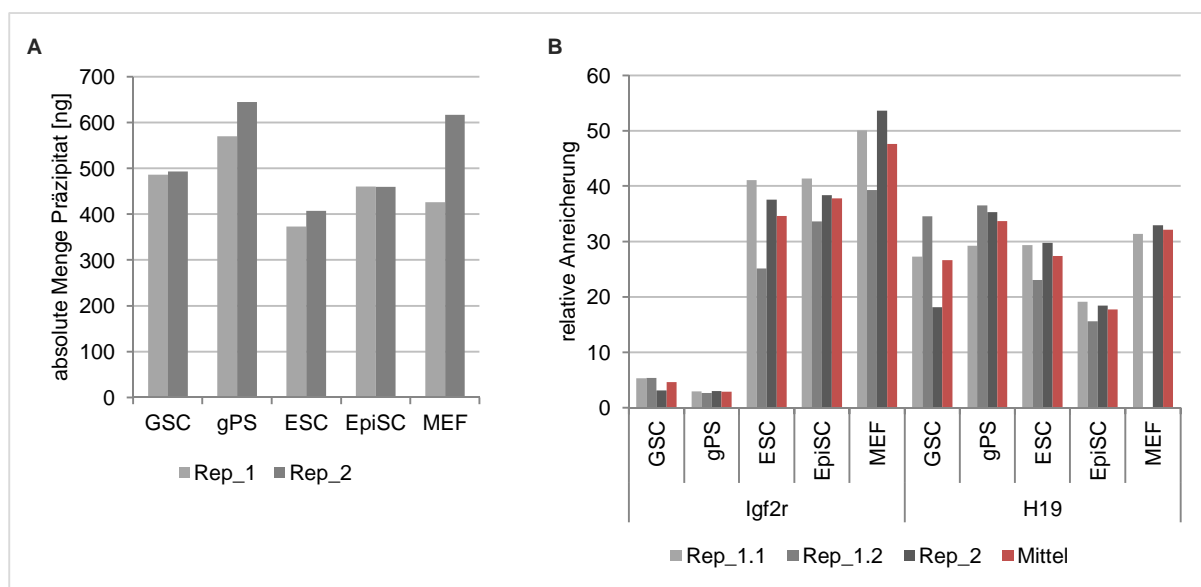 A
absolute Menge Präzipitat [ng]
700
600
500
400
300
200
100
0
GSC gPS ESC EpiSC MEF
Rep_1 Rep_2
B
relative Anreicherung
60
50
40
30
20
10
0
GSC gPS ESC EpiSC MEF GSC gPS ESC EpiSC MEF
Igf2r H19
Rep_1.1 Rep_1.2 Rep_2 Mittel